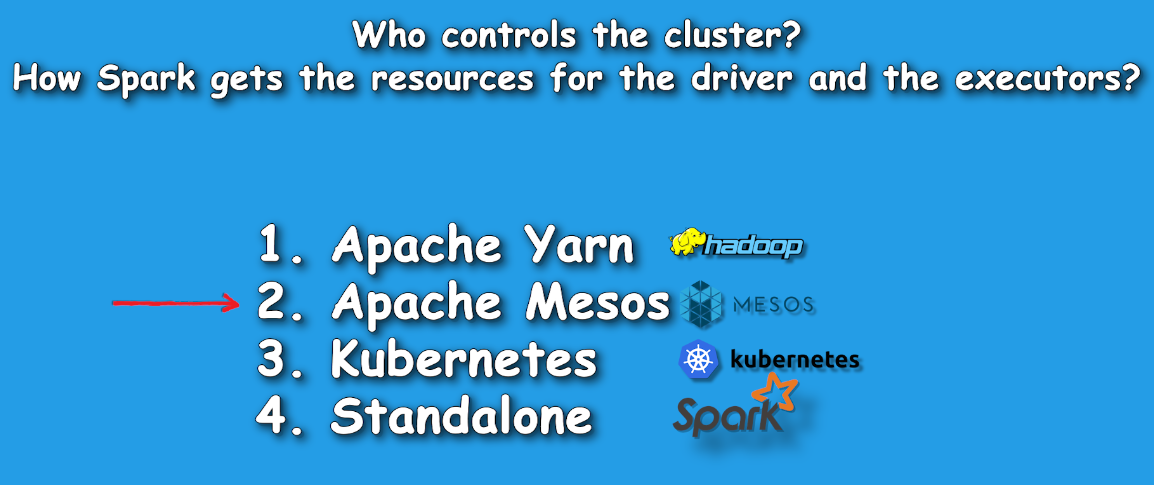 Who controls the cluster?
How Spark gets the resources for the driver and the executors?
1. Apache Yarn hadoop
2. Apache Mesos MESOS
3. Kubernetes kubernetes
4. Standalone Spark